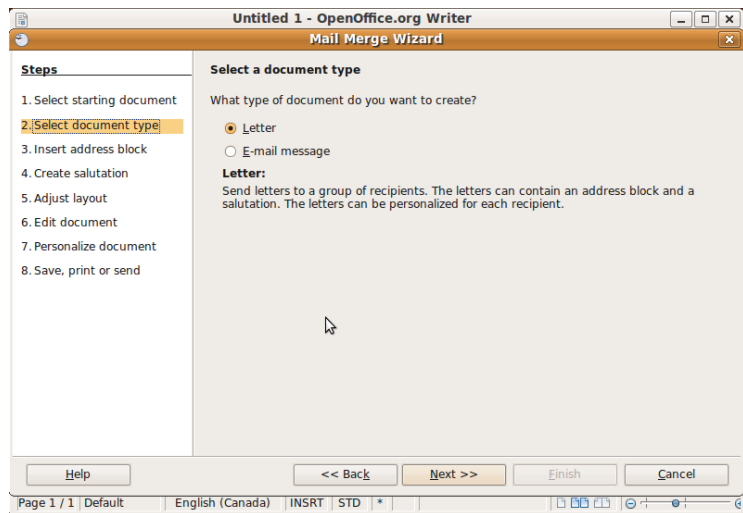 Untitled 1 - OpenOffice.org Writer
Mail Merge Wizard
Steps
1. Select starting document
2. Select document type
3. Insert address block
4. Create salutation
5. Adjust layout
6. Edit document
7. Personalize document
8. Save, print or send
Select a document type
What type of document do you want to create?
Letter
E-mail message
Letter:
Send letters to a group of recipients. The letters can contain an address block and a
salutation. The letters can be personalized for each recipient.
Help << Back Next >> Finish Cancel
Page 1 / 1 Default English (Canada) INSRT STD *